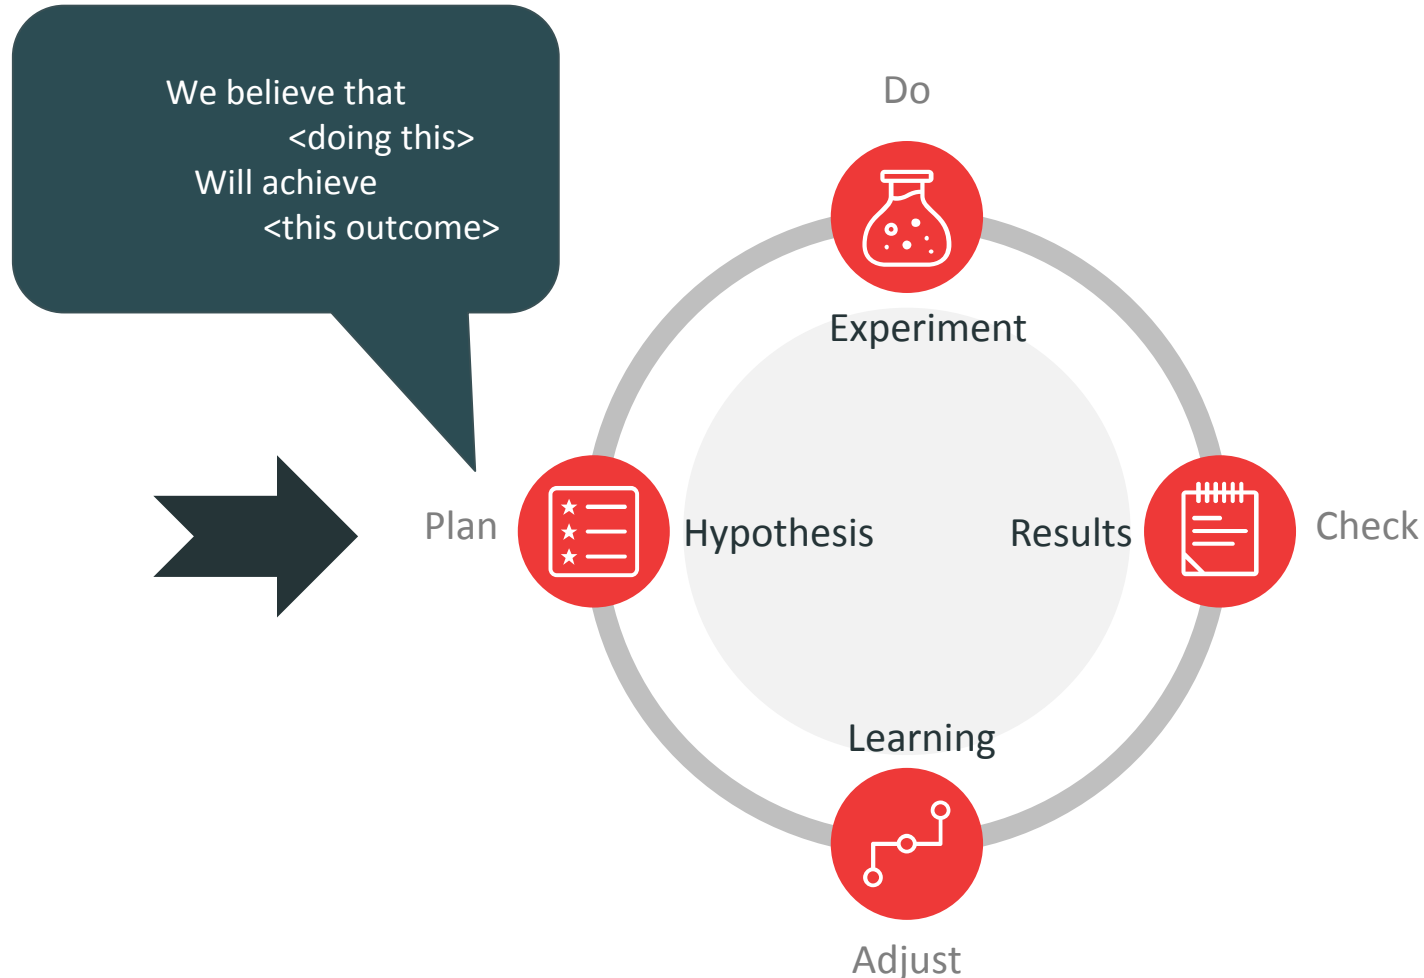 We believe that
<doing this>
Will achieve
<this outcome>
Do
Experiment
Plan
Hypothesis
Results
Check
Learning
Adjust